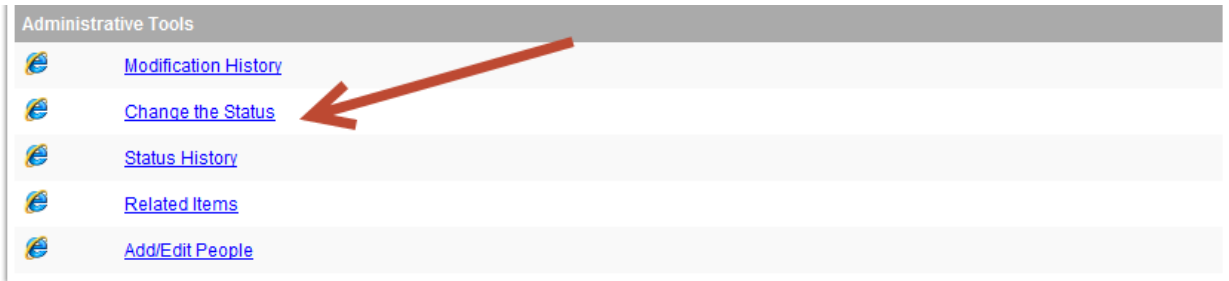 Administrative Tools
Modification History
Change the Status
Status History
Related Items
Add/Edit People